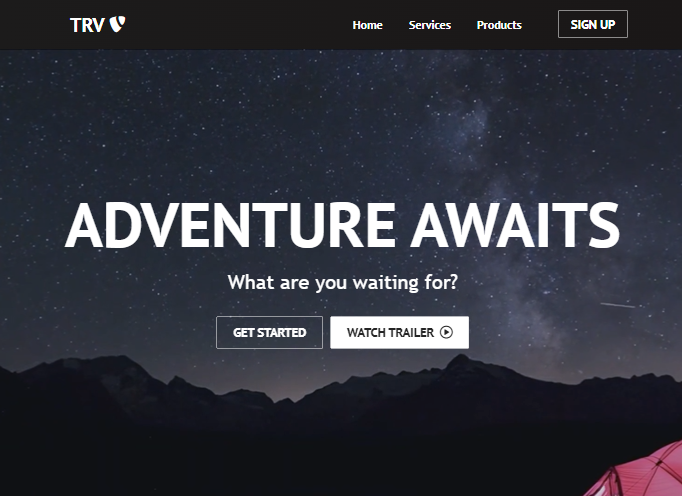 TRV
Home Services Products SIGN UP
ADVENTURE AWAITS
What are you waiting for?
GET STARTED WATCH TRAILER